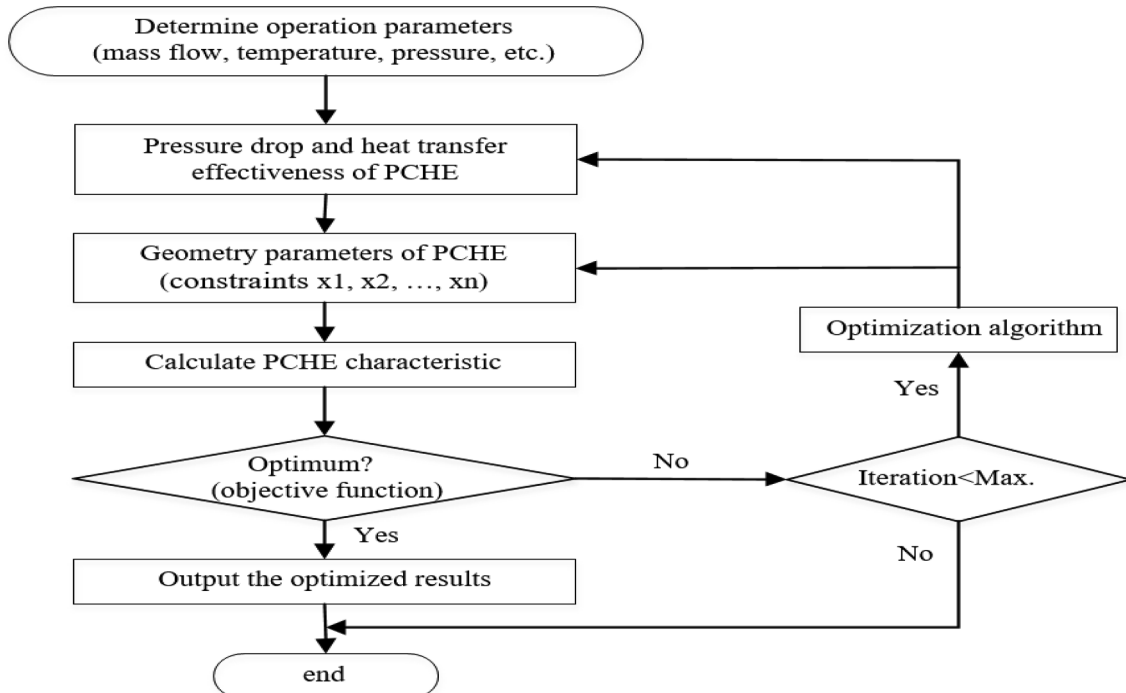 Determine operation parameters
(mass flow, temperature, pressure, etc.)
Pressure drop and heat transfer
effectiveness of PCHE
Geometry parameters of PCHE
(constraints x1, x2, …, xn)
Optimization algorithm
Calculate PCHE characteristic
Yes
Optimum?
(objective function)
No
Iteration<Max.
Yes
No
Output the optimized results
end